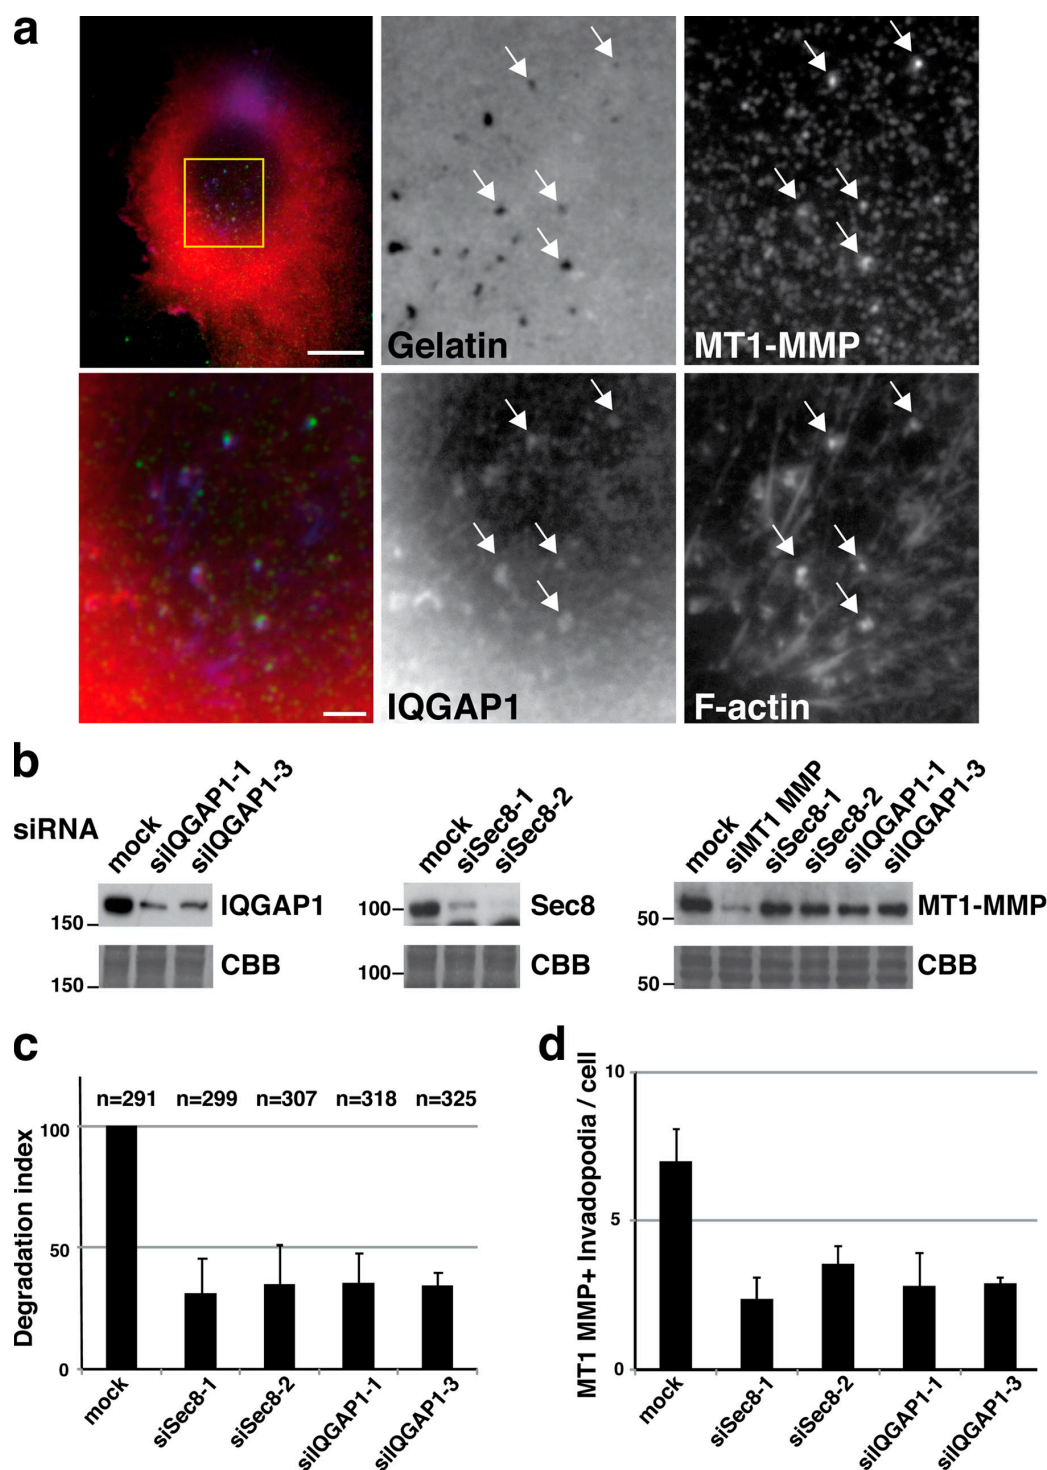 a
Gelatin
MT1-MMP
IQGAP1
F-actin
b
siRNA
mock
siIQGAP1-1
siIQGAP1-3
150
IQGAP1
150
CBB
mock
siSec8-1
siSec8-2
100
Sec8
100
CBB
mock
siMT1 MMP
siSec8-1
siSec8-2
siIQGAP1-1
siIQGAP1-3
50
MT1-MMP
50
CBB
c
Degradation index
n=291 n=299 n=307 n=318 n=325
100
50
0
mock
siSec8-1
siSec8-2
siIQGAP1-1
siIQGAP1-3
d
MT1 MMP+ Invadopodia / cell
10
5
0
mock
siSec8-1
siSec8-2
siIQGAP1-1
siIQGAP1-3